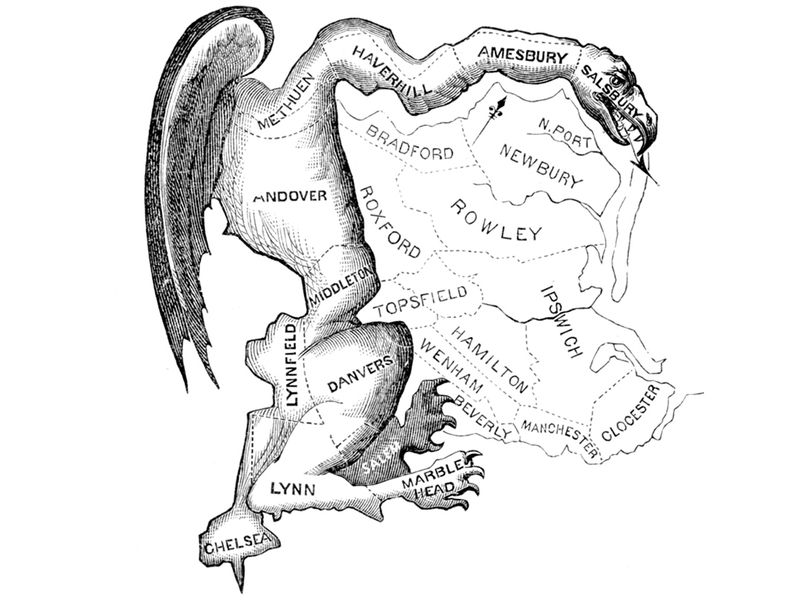 AMESBURY
HAVERHILL
SALSBURY
METHUEN
N. PORT
BRADFORD
NEWBURY
ANDOVER
ROXFORD
ROWLEY
MIDDLETON
TOPSFIELD
IPSWICH
LYNNFIELD
HAMILTON
WENHAM
DANVERS
BEVERLY
MANCHESTER
CLOCESTER
SALEM
MARBLE
HEAD
LYNN
CHELSEA